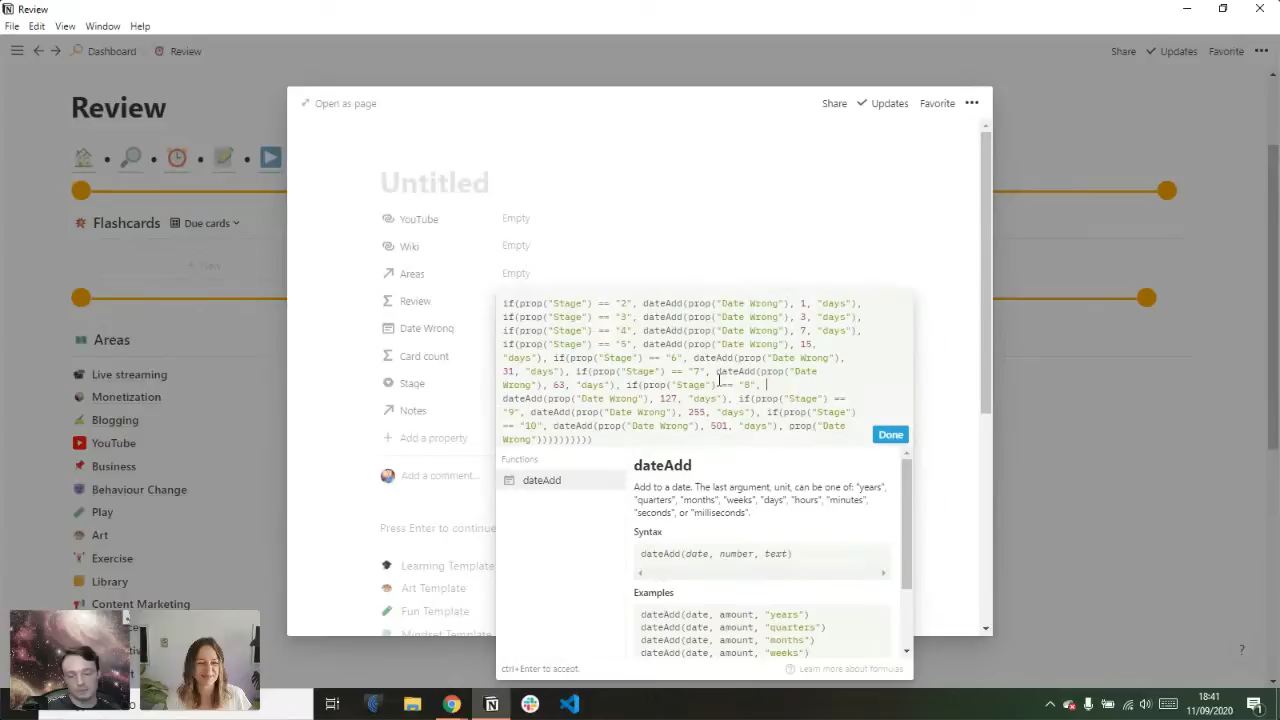 Review
File Edit View Window Help
Dashboard Review
Share Updates Favorite
Review
Flashcards Due cards
New
Areas
Live streaming
Monetization
Blogging
YouTube
Business
Behaviour Change
Play
Art
Exercise
Library
Content Marketing
Open as page
Share Updates Favorite
Untitled
YouTube Empty
Wiki Empty
Areas Empty
Review
Date Wrong
Card count
Stage
Notes
Add a property
Add a comment...
Press Enter to continue
Learning Template
Art Template
Fun Template
Mindset Template
if(prop("Stage") == "2", dateAdd(prop("Date Wrong"), 1, "days"),
if(prop("Stage") == "3", dateAdd(prop("Date Wrong"), 3, "days"),
if(prop("Stage") == "4", dateAdd(prop("Date Wrong"), 7, "days"),
if(prop("Stage") == "5", dateAdd(prop("Date Wrong"), 15,
"days"), if(prop("Stage") == "6", dateAdd(prop("Date Wrong"),
31, "days"), if(prop("Stage") == "7", dateAdd(prop("Date
Wrong"), 63, "days"), if(prop("Stage") == "8",
dateAdd(prop("Date Wrong"), 127, "days"), if(prop("Stage") ==
"9", dateAdd(prop("Date Wrong"), 255, "days"), if(prop("Stage")
== "10", dateAdd(prop("Date Wrong"), 501, "days"), prop("Date
Wrong"))))))))))
Done
Functions
dateAdd
dateAdd
Add to a date. The last argument, unit, can be one of: "years",
"quarters", "months", "weeks", "days", "hours", "minutes",
"seconds", or "milliseconds".
Syntax
dateAdd(date, number, text)
Examples
dateAdd(date, amount, "years")
dateAdd(date, amount, "quarters")
dateAdd(date, amount, "months")
dateAdd(date, amount, "weeks")
ctrl+Enter to accept.
Learn more about formulas
18:41
11/09/2020